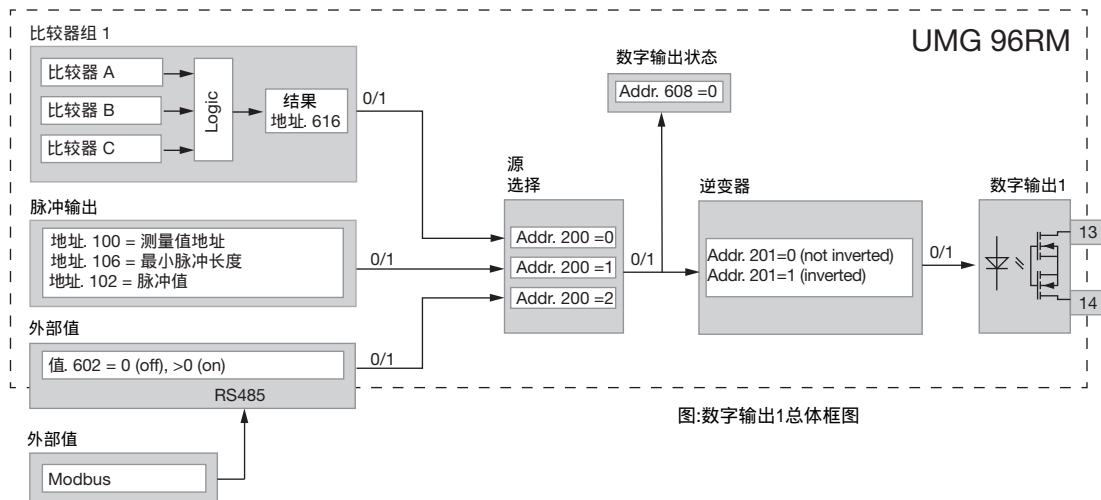 UMG 96RM
比较器组 1
比较器 A
比较器 B
比较器 C
Logic
结果
地址. 616
0/1
数字输出状态
Addr. 608 =0
脉冲输出
地址. 100 = 测量值地址
地址. 106 = 最小脉冲长度
地址. 102 = 脉冲值
0/1
源
选择
Addr. 200 =0
Addr. 200 =1
Addr. 200 =2
0/1
逆变器
Addr. 201=0 (not inverted)
Addr. 201=1 (inverted)
0/1
数字输出1
13
14
外部值
值. 602 = 0 (off), >0 (on)
RS485
0/1
外部值
Modbus
图:数字输出1总体框图